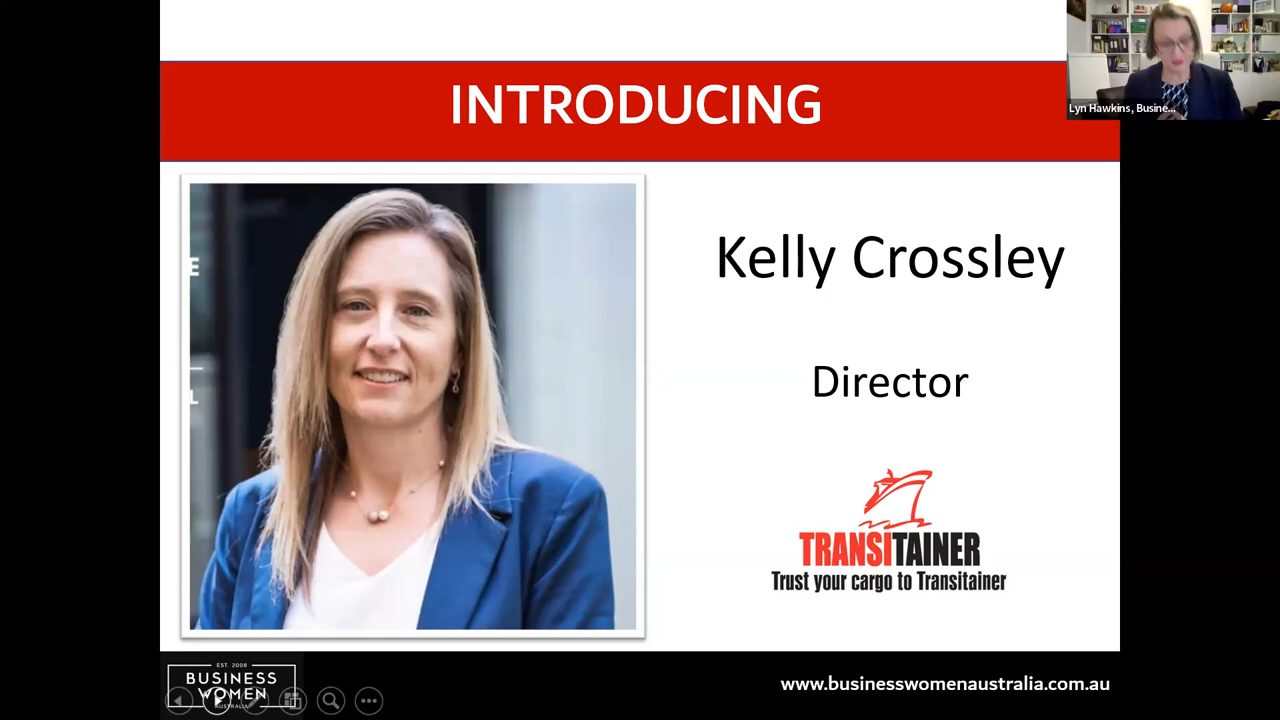 INTRODUCING
Lyn Hawkins, Busine...
E
L
Kelly Crossley
Director
TRANSITAINER
Trust your cargo to Transitainer
EST. 2008
BUSINESS
WOMEN
AUSTRALIA
www.businesswomenaustralia.com.au